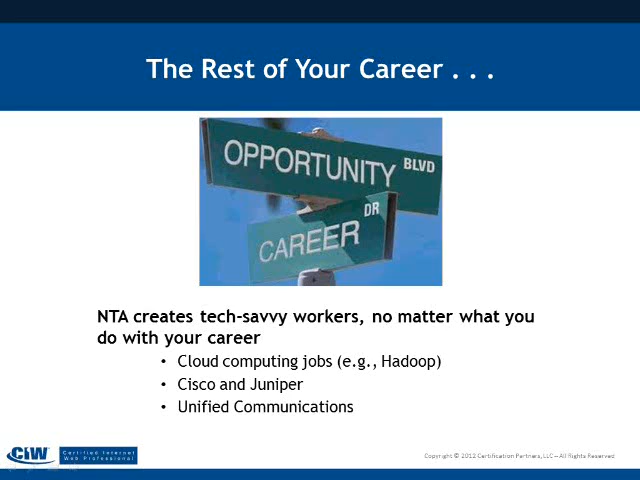 The Rest of Your Career . . .
OPPORTUNITY BLVD
CAREER DR
NTA creates tech-savvy workers, no matter what you
do with your career
• Cloud computing jobs (e.g., Hadoop)
• Cisco and Juniper
• Unified Communications
CIW
Certified Internet
Web Professional
Copyright © 2012 Certification Partners, LLC – All Rights Reserved